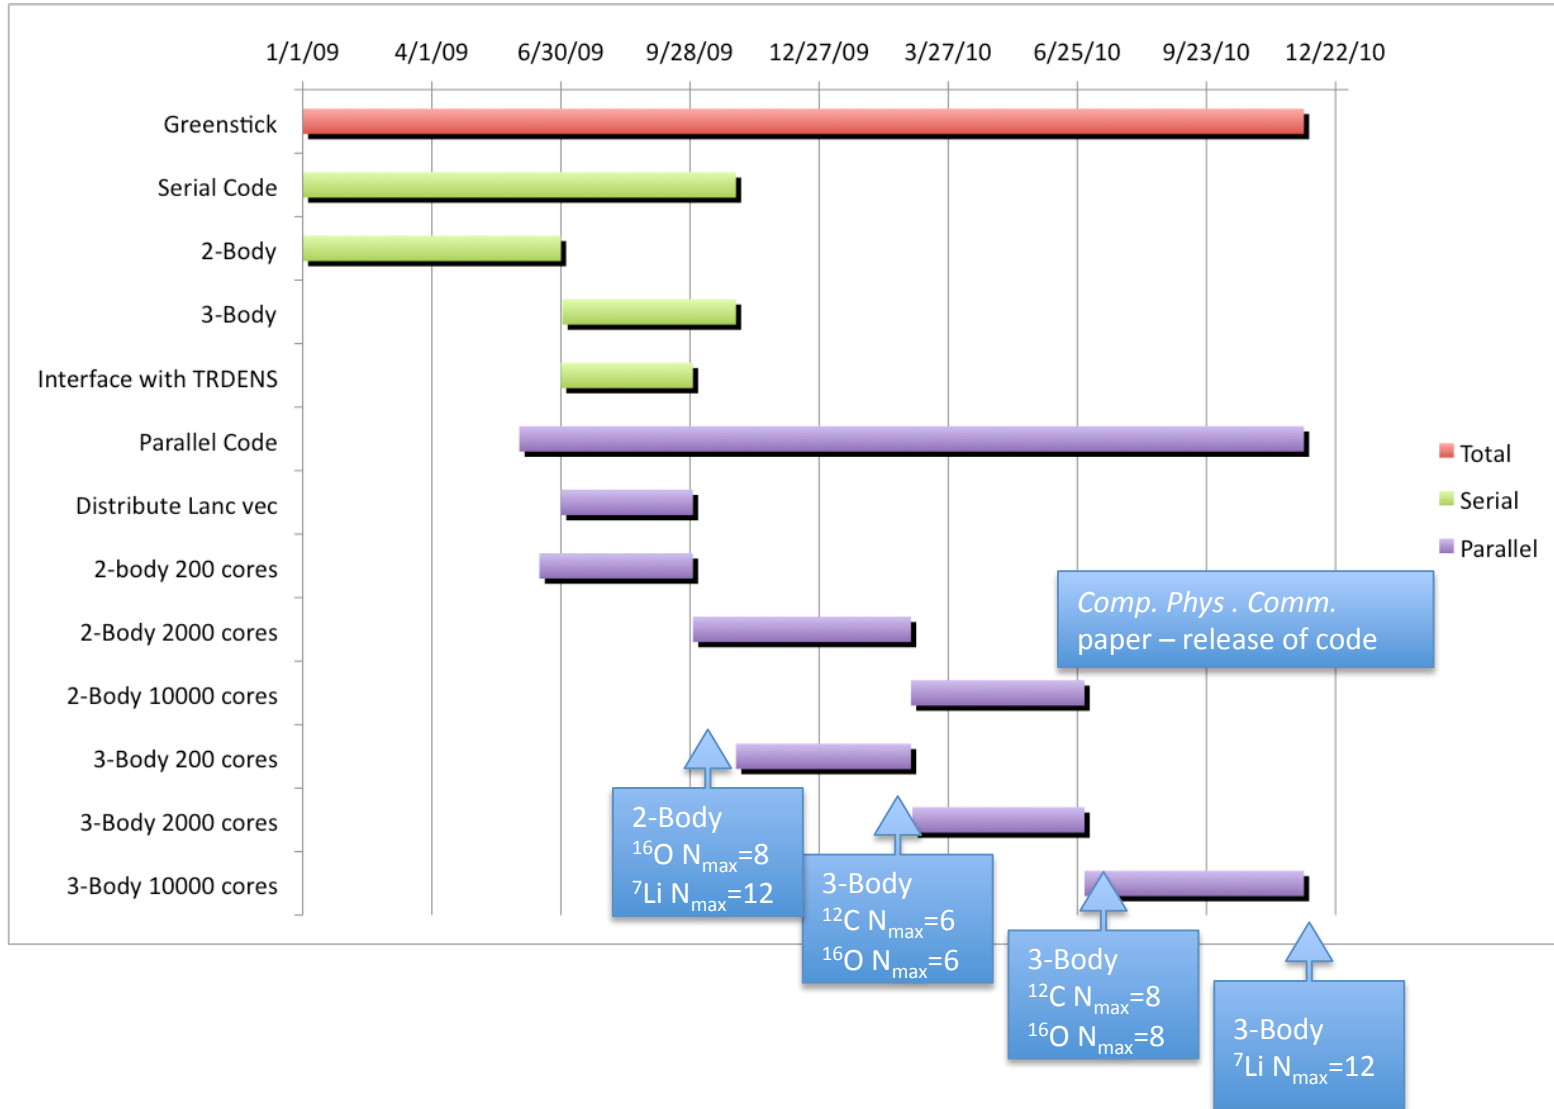 1/1/09 4/1/09 6/30/09 9/28/09 12/27/09 3/27/10 6/25/10 9/23/10 12/22/10
Greenstick
Serial Code
2-Body
3-Body
Interface with TRDENS
Parallel Code
Distribute Lanc vec
2-body 200 cores
2-Body 2000 cores
2-Body 10000 cores
3-Body 200 cores
3-Body 2000 cores
3-Body 10000 cores
Total
Serial
Parallel
Comp. Phys . Comm.
paper – release of code
2-Body
¹⁶O Nₘₐₓ=8
⁷Li Nₘₐₓ=12
3-Body
¹²C Nₘₐₓ=6
¹⁶O Nₘₐₓ=6
3-Body
¹²C Nₘₐₓ=8
¹⁶O Nₘₐₓ=8
3-Body
⁷Li Nₘₐₓ=12